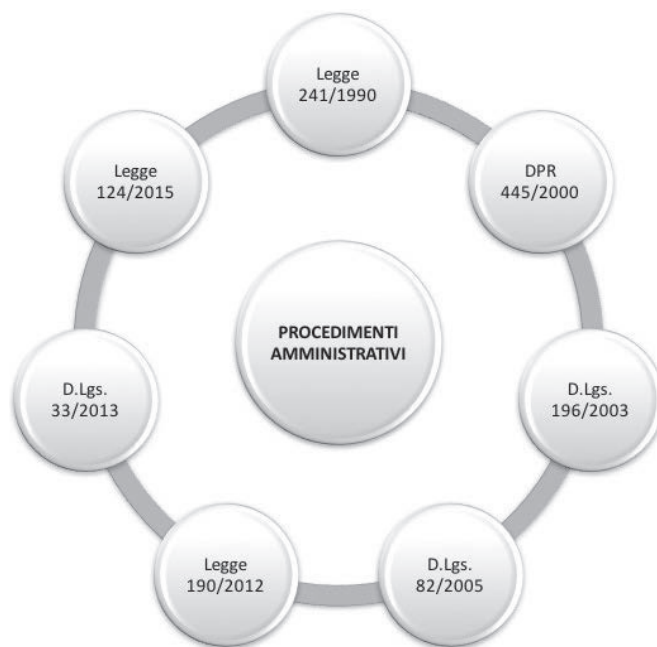 Legge
241/1990
DPR
445/2000
D.Lgs.
196/2003
D.Lgs.
82/2005
Legge
190/2012
D.Lgs.
33/2013
Legge
124/2015
PROCEDIMENTI
AMMINISTRATIVI